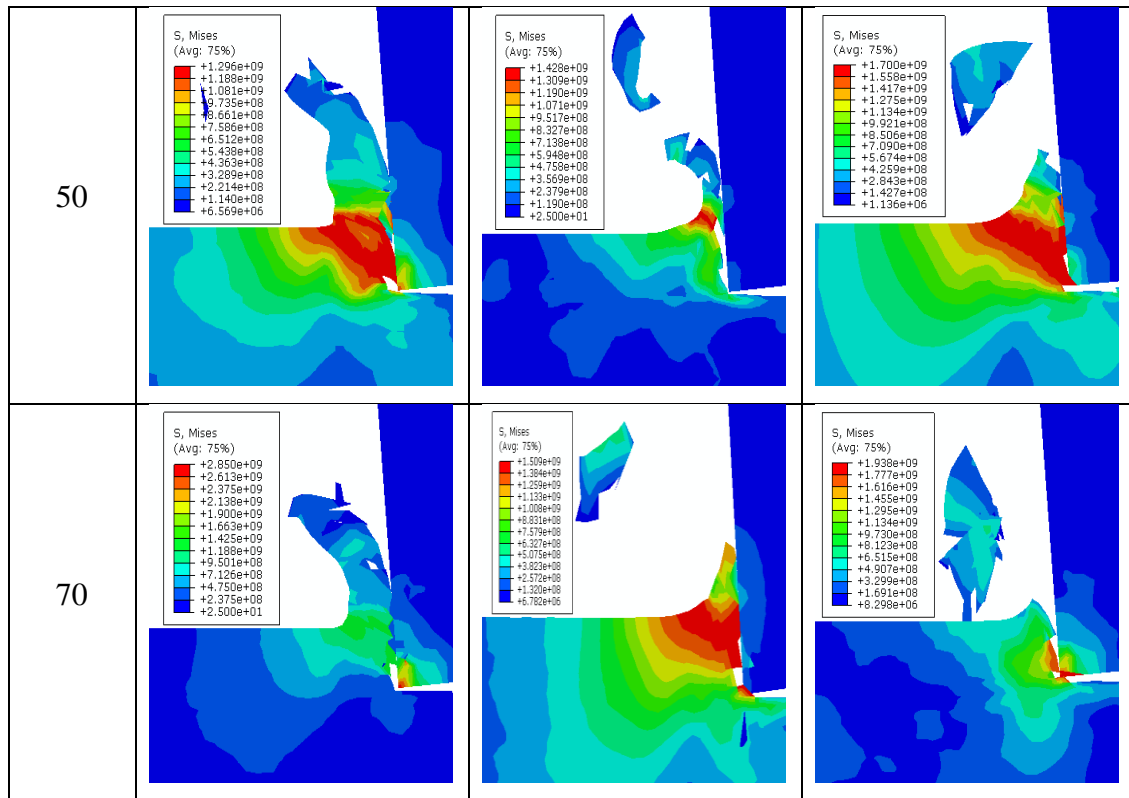 50
S, Mises
(Avg: 75%)
+1.296e+09
+1.188e+09
+1.081e+09
+9.735e+08
+8.661e+08
+7.586e+08
+6.512e+08
+5.438e+08
+4.363e+08
+3.289e+08
+2.214e+08
+1.140e+08
+6.569e+06
S, Mises
(Avg: 75%)
+1.428e+09
+1.309e+09
+1.190e+09
+1.071e+09
+9.517e+08
+8.327e+08
+7.138e+08
+5.948e+08
+4.758e+08
+3.569e+08
+2.379e+08
+1.190e+08
+2.500e+01
S, Mises
(Avg: 75%)
+1.700e+09
+1.558e+09
+1.417e+09
+1.275e+09
+1.134e+09
+9.921e+08
+8.506e+08
+7.090e+08
+5.674e+08
+4.259e+08
+2.843e+08
+1.427e+08
+1.136e+06
70
S, Mises
(Avg: 75%)
+2.850e+09
+2.613e+09
+2.375e+09
+2.138e+09
+1.900e+09
+1.663e+09
+1.425e+09
+1.188e+09
+9.501e+08
+7.126e+08
+4.750e+08
+2.375e+08
+2.500e+01
S, Mises
(Avg: 75%)
+1.509e+09
+1.384e+09
+1.259e+09
+1.133e+09
+1.008e+09
+8.831e+08
+7.579e+08
+6.327e+08
+5.075e+08
+3.823e+08
+2.572e+08
+1.320e+08
+6.782e+06
S, Mises
(Avg: 75%)
+1.938e+09
+1.777e+09
+1.616e+09
+1.455e+09
+1.295e+09
+1.134e+09
+9.730e+08
+8.123e+08
+6.515e+08
+4.907e+08
+3.299e+08
+1.691e+08
+8.298e+06